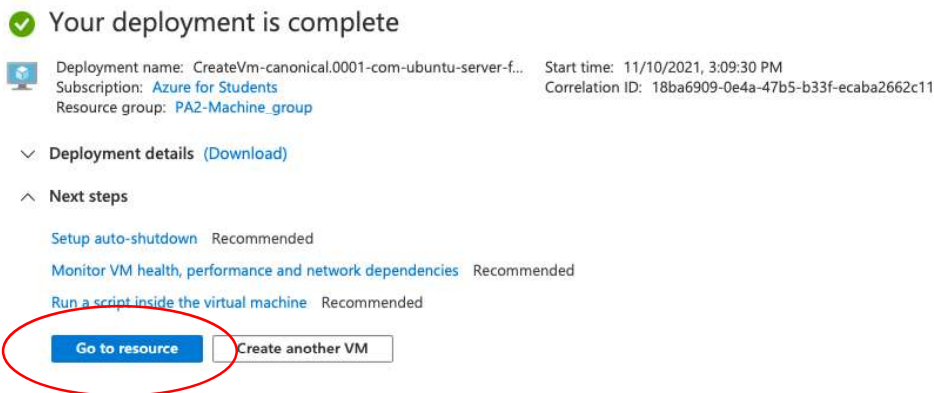 Your deployment is complete
Deployment name: CreateVm-canonical.0001-com-ubuntu-server-f... Start time: 11/10/2021, 3:09:30 PM
Subscription: Azure for Students Correlation ID: 18ba6909-0e4a-47b5-b33f-ecaba2662c11
Resource group: PA2-Machine_group
Deployment details (Download)
Next steps
Setup auto-shutdown Recommended
Monitor VM health, performance and network dependencies Recommended
Run a script inside the virtual machine Recommended
Go to resource Create another VM